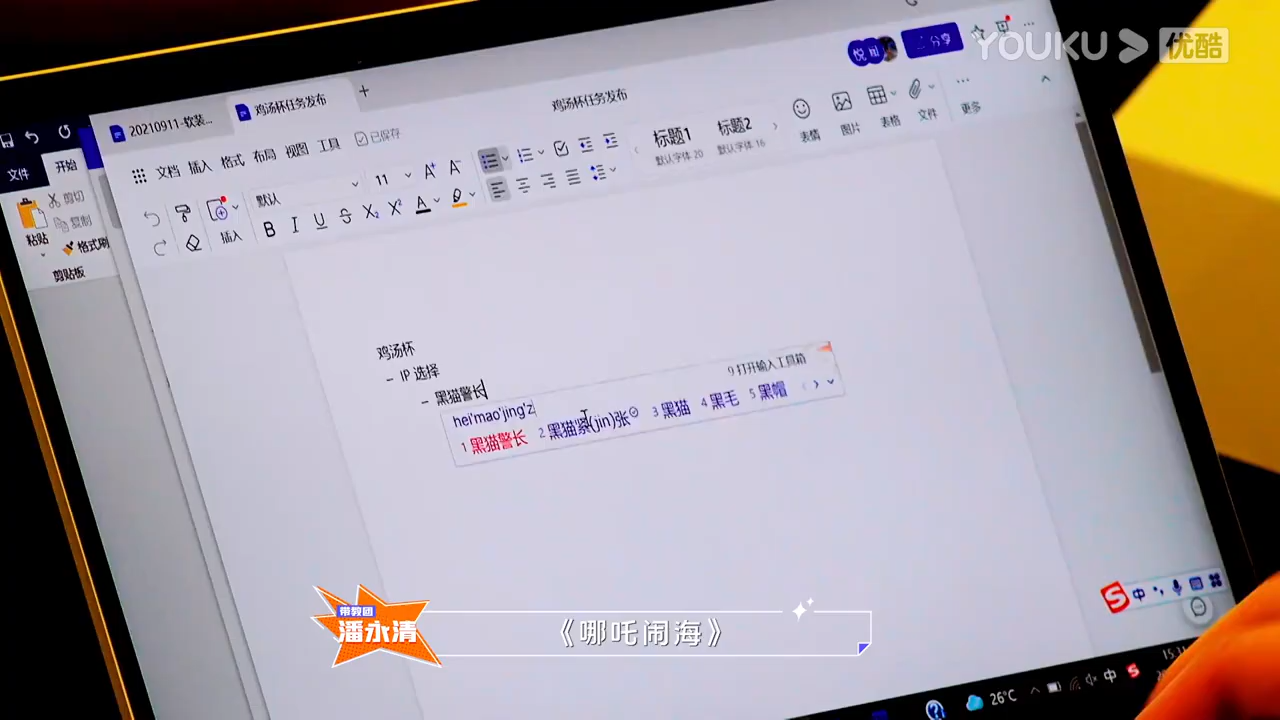 YOUKU 优酷
20210911-软装...
鸡汤杯任务发布
鸡汤杯任务发布
悦
分享
文件
开始
文档 插入 格式 布局 视图 工具 已保存
剪切
复制
粘贴
格式刷
剪贴板
插入
默认
11
A+ A-
B I U S X₂ X² A
标题1
默认字体 20
标题2
默认字体 16
表情
图片
表格
文件
更多
鸡汤杯
– IP 选择
– 黑猫警长
hei'mao'jing'z
9 打开输入工具箱
1 黑猫警长 2 黑猫紧(jin)张 3 黑猫 4 黑毛 5 黑帽
带教团
潘永清
《哪吒闹海》
S 中
26°C
中 S